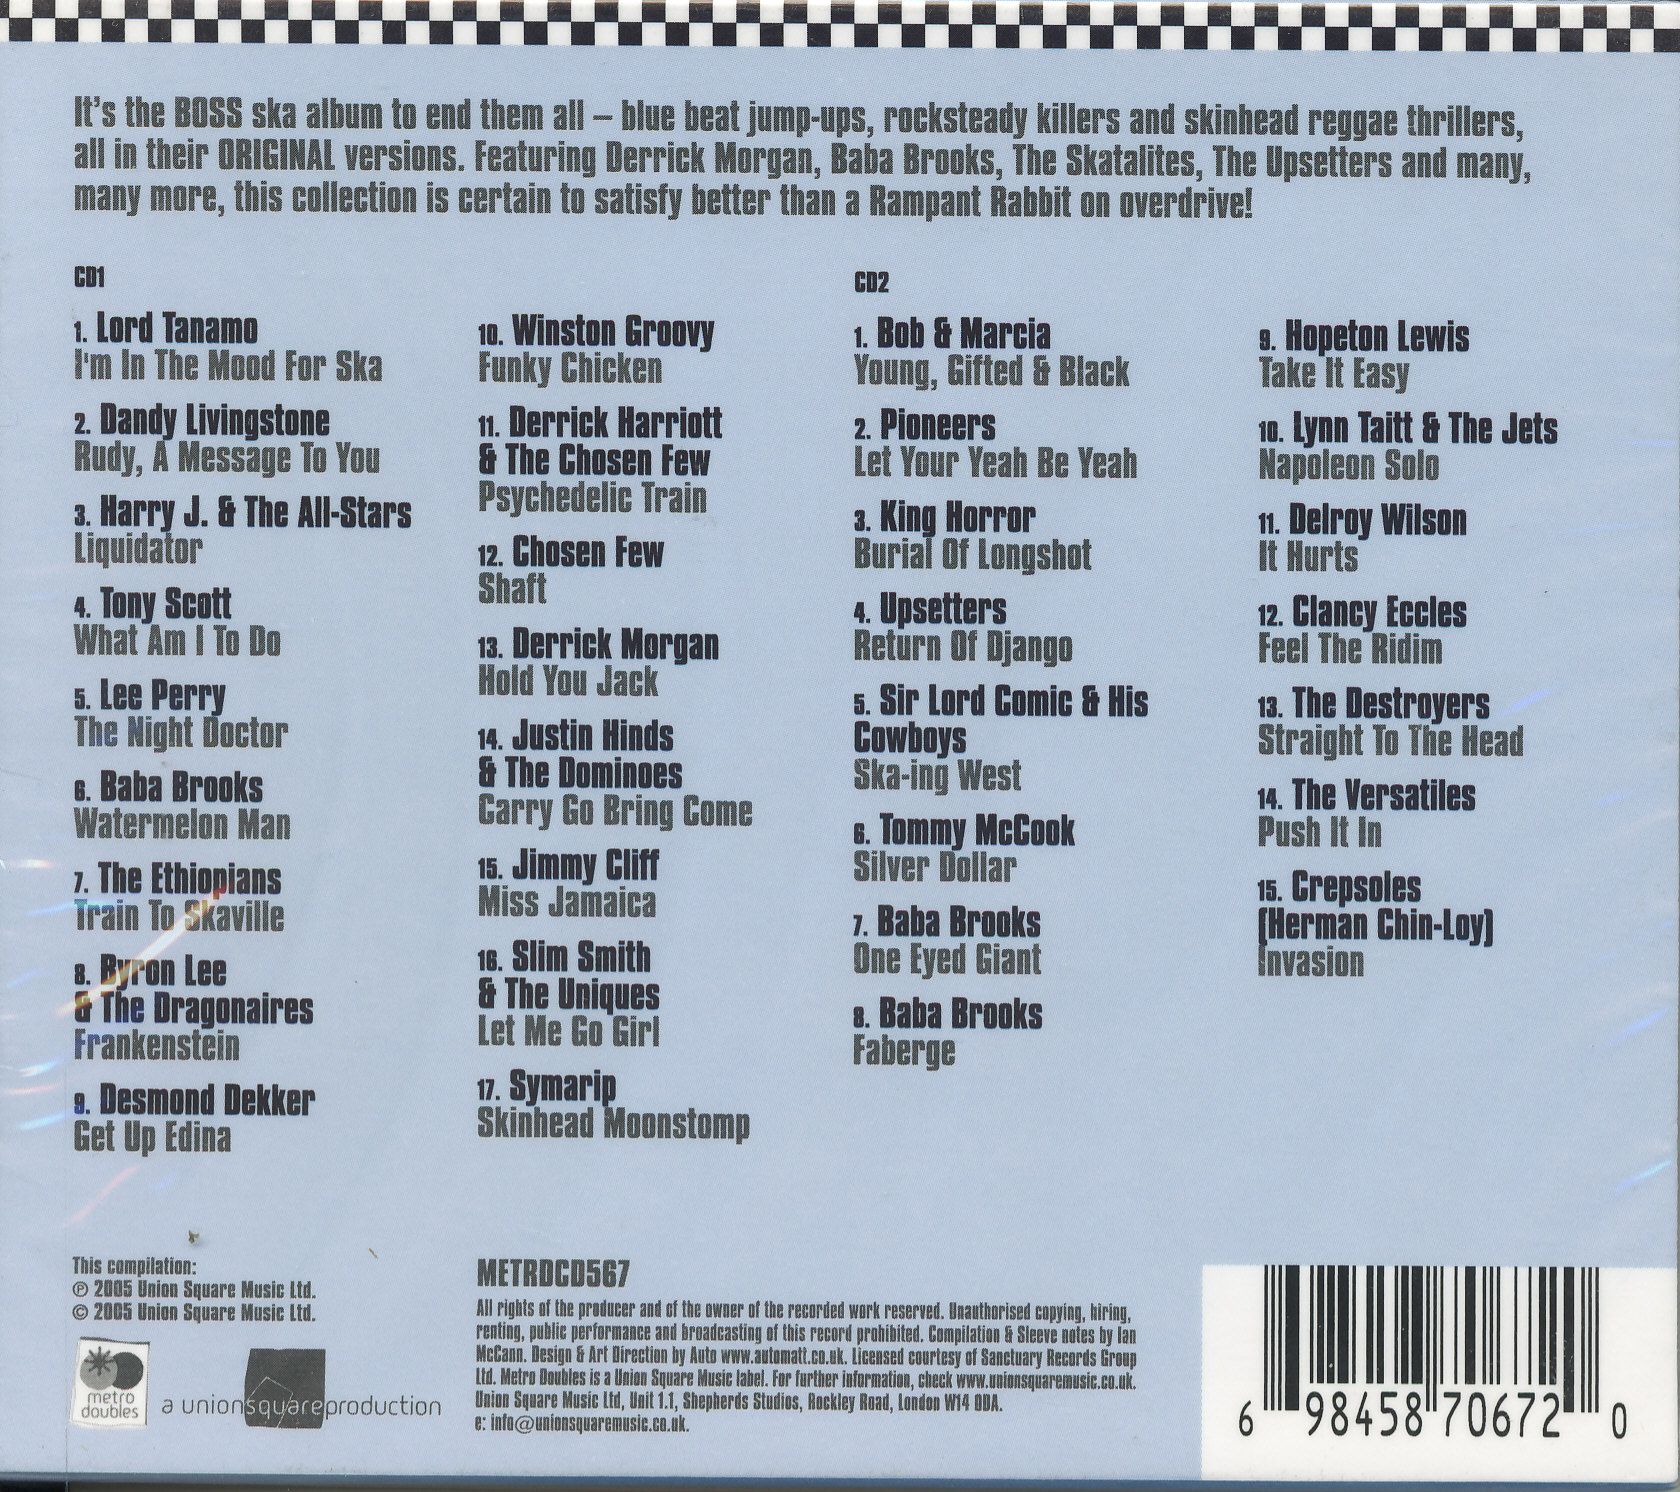 It's the BOSS ska album to end them all – blue beat jump-ups, rocksteady killers and skinhead reggae thrillers,
all in their ORIGINAL versions. Featuring Derrick Morgan, Baba Brooks, The Skatalites, The Upsetters and many,
many more, this collection is certain to satisfy better than a Rampant Rabbit on overdrive!
CD1
1. Lord Tanamo
I'm In The Mood For Ska
2. Dandy Livingstone
Rudy, A Message To You
3. Harry J. & The All-Stars
Liquidator
4. Tony Scott
What Am I To Do
5. Lee Perry
The Night Doctor
6. Baba Brooks
Watermelon Man
7. The Ethiopians
Train To Skaville
8. Byron Lee
& The Dragonaires
Frankenstein
9. Desmond Dekker
Get Up Edina
10. Winston Groovy
Funky Chicken
11. Derrick Harriott
& The Chosen Few
Psychedelic Train
12. Chosen Few
Shaft
13. Derrick Morgan
Hold You Jack
14. Justin Hinds
& The Dominoes
Carry Go Bring Come
15. Jimmy Cliff
Miss Jamaica
16. Slim Smith
& The Uniques
Let Me Go Girl
17. Symarip
Skinhead Moonstomp
CD2
1. Bob & Marcia
Young, Gifted & Black
2. Pioneers
Let Your Yeah Be Yeah
3. King Horror
Burial Of Longshot
4. Upsetters
Return Of Django
5. Sir Lord Comic & His
Cowboys
Ska-ing West
6. Tommy McCook
Silver Dollar
7. Baba Brooks
One Eyed Giant
8. Baba Brooks
Faberge
9. Hopeton Lewis
Take It Easy
10. Lynn Taitt & The Jets
Napoleon Solo
11. Delroy Wilson
It Hurts
12. Clancy Eccles
Feel The Ridim
13. The Destroyers
Straight To The Head
14. The Versatiles
Push It In
15. Crepsoles
(Herman Chin-Loy)
Invasion
This compilation:
℗ 2005 Union Square Music Ltd.
© 2005 Union Square Music Ltd.
metro
doubles
a unionsquareproduction
METRDCD567
All rights of the producer and of the owner of the recorded work reserved. Unauthorised copying, hiring,
renting, public performance and broadcasting of this record prohibited. Compilation & Sleeve notes by Ian
McCann. Design & Art Direction by Auto www.automatt.co.uk. Licensed courtesy of Sanctuary Records Group
Ltd. Metro Doubles is a Union Square Music label. For further information, check www.unionsquaremusic.co.uk.
Union Square Music Ltd, Unit 1.1, Shepherds Studios, Rockley Road, London W14 0DA.
e: info@unionsquaremusic.co.uk.
6 98458 70672 0